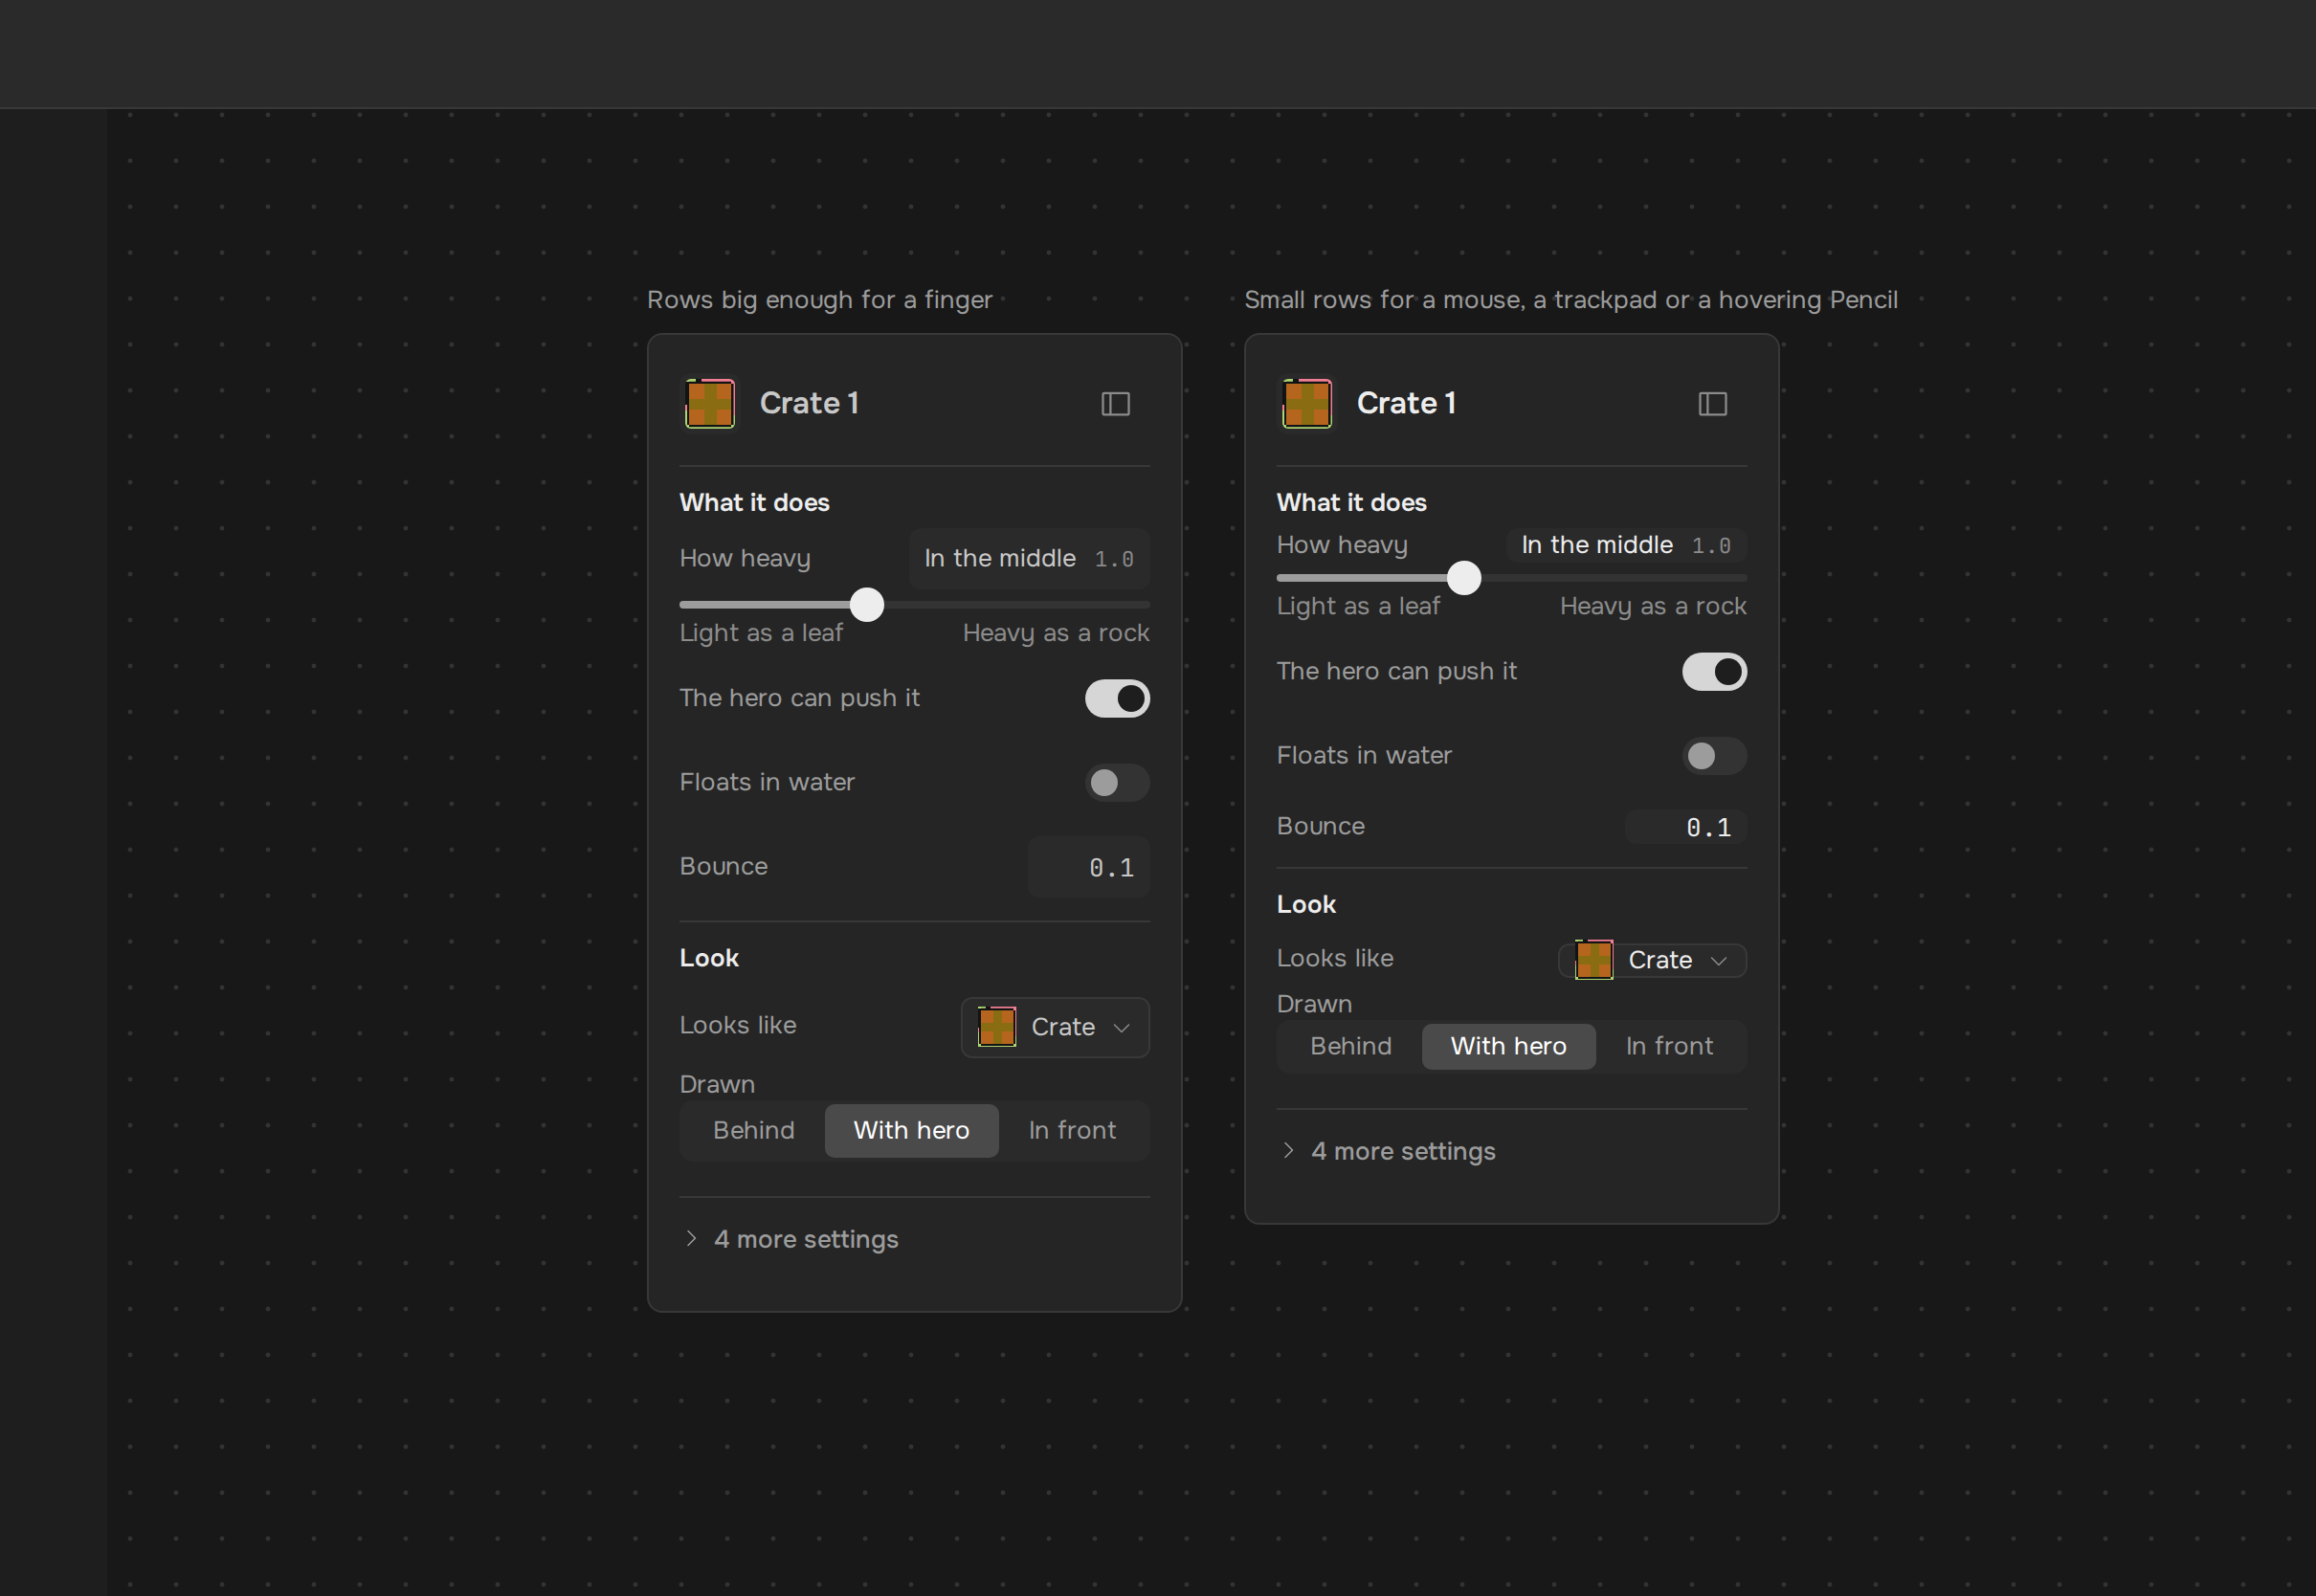 Rows big enough for a finger
Crate 1
What it does
How heavy In the middle 1.0
Light as a leaf Heavy as a rock
The hero can push it
Floats in water
Bounce 0.1
Look
Looks like Crate
Drawn
Behind With hero In front
4 more settings
Small rows for a mouse, a trackpad or a hovering Pencil
Crate 1
What it does
How heavy In the middle 1.0
Light as a leaf Heavy as a rock
The hero can push it
Floats in water
Bounce 0.1
Look
Looks like Crate
Drawn
Behind With hero In front
4 more settings